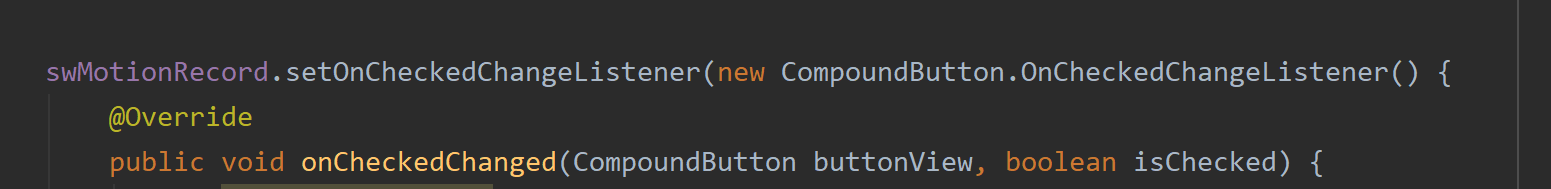 swMotionRecord.setOnCheckedChangeListener(new CompoundButton.OnCheckedChangeListener() {
@Override
public void onCheckedChanged(CompoundButton buttonView, boolean isChecked) {